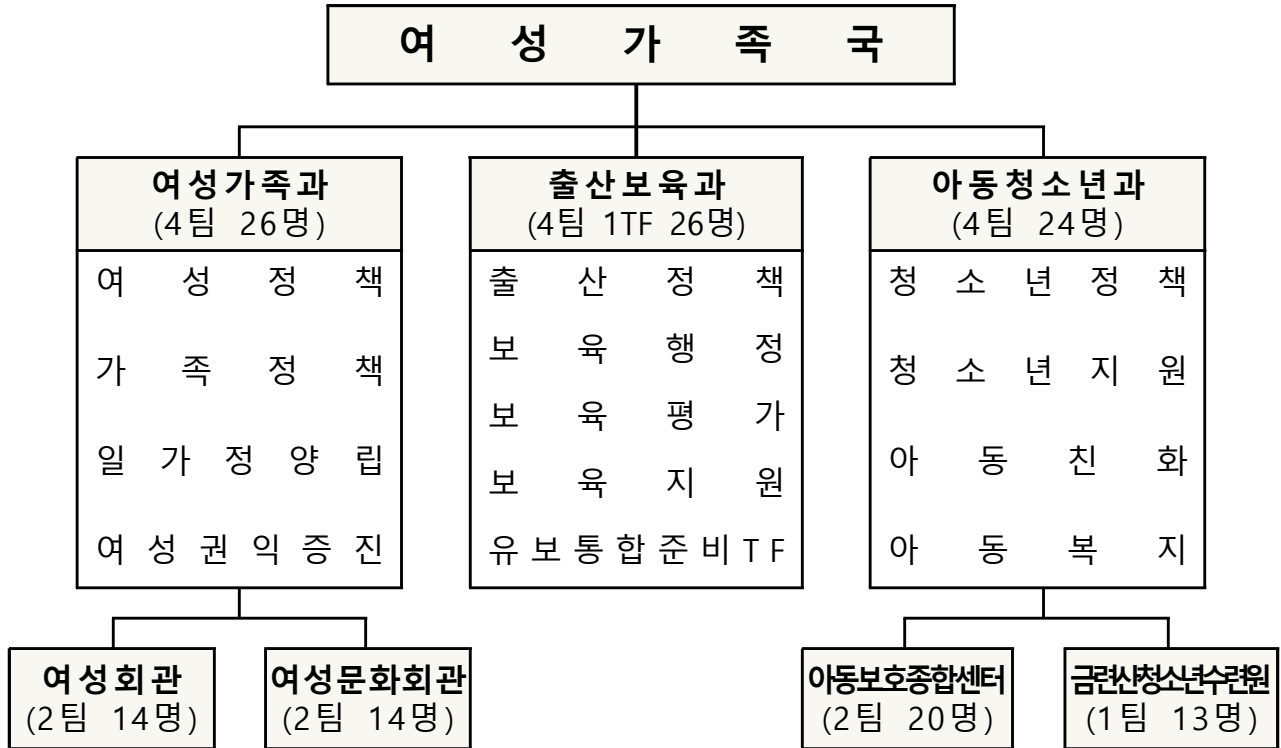 여성가족국
여성가족과
(4팀 26명)
여성정책
가족정책
일가정양립
여성권익증진
출산보육과
(4팀 1TF 26명)
출산정책
보육행정
보육평가
보육지원
유보통합준비TF
아동청소년과
(4팀 24명)
청소년정책
청소년지원
아동친화
아동복지
여성회관
(2팀 14명)
여성문화회관
(2팀 14명)
아동보호종합센터
(2팀 20명)
금련산청소년수련원
(1팀 13명)